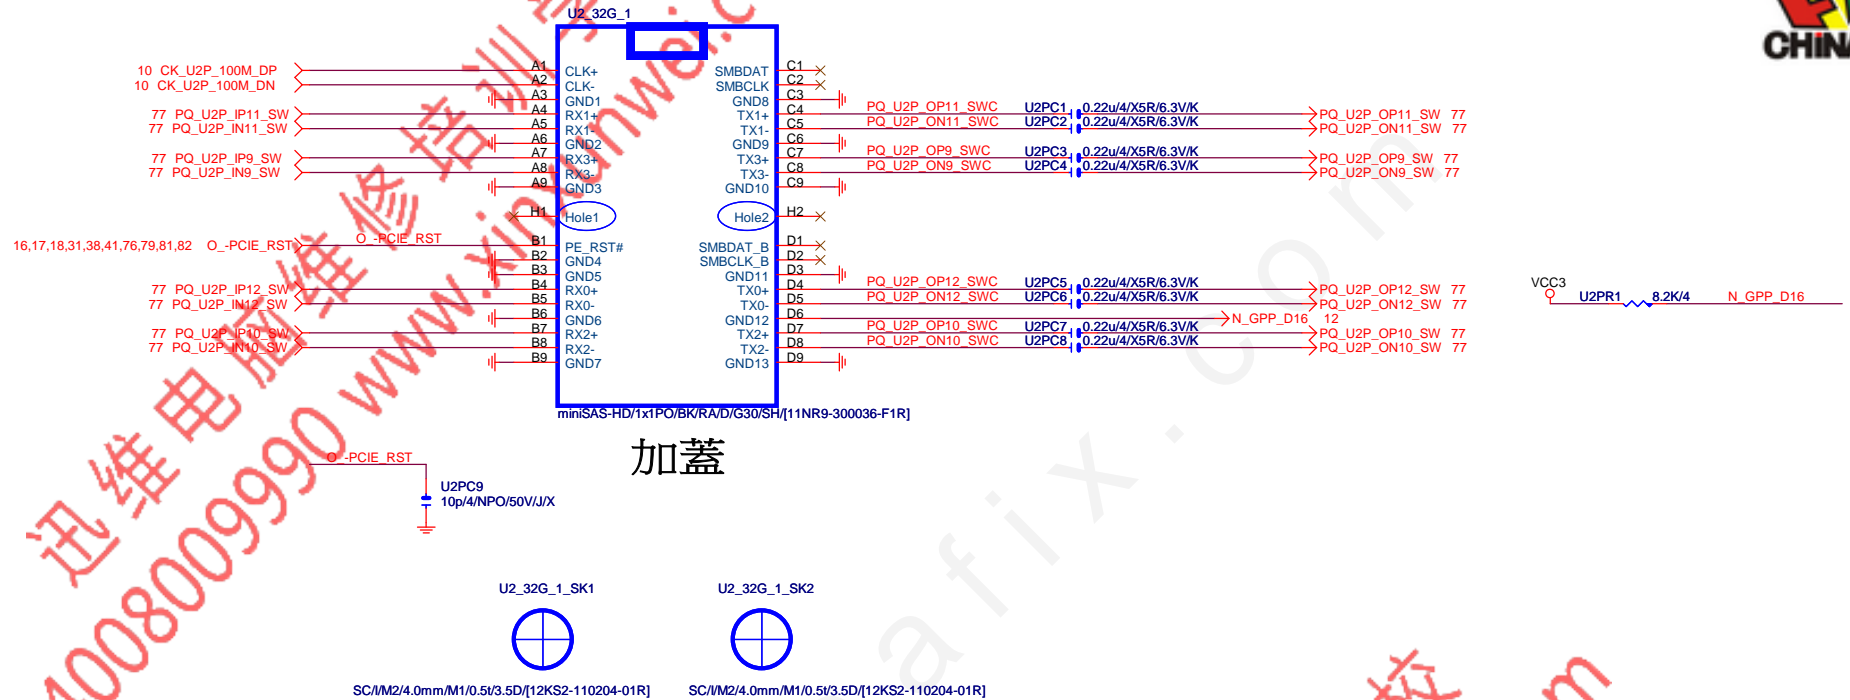 U2_32G_1
10 CK_U2P_100M_DP
10 CK_U2P_100M_DN
77 PQ_U2P_IP11_SW
77 PQ_U2P_IN11_SW
77 PQ_U2P_IP9_SW
77 PQ_U2P_IN9_SW
16,17,18,31,38,41,76,79,81,82 O_-PCIE_RST
O_-PCIE_RST
77 PQ_U2P_IP12_SW
77 PQ_U2P_IN12_SW
77 PQ_U2P_IP10_SW
77 PQ_U2P_IN10_SW
A1 CLK+
A2 CLK-
A3 GND1
A4 RX1+
A5 RX1-
A6 GND2
A7 RX3+
A8 RX3-
A9 GND3
H1 Hole1
B1 PE_RST#
B2 GND4
B3 GND5
B4 RX0+
B5 RX0-
B6 GND6
B7 RX2+
B8 RX2-
B9 GND7
SMBDAT C1
SMBCLK C2
GND8 C3
TX1+ C4
TX1- C5
GND9 C6
TX3+ C7
TX3- C8
GND10 C9
Hole2 H2
SMBDAT_B D1
SMBCLK_B D2
GND11 D3
TX0+ D4
TX0- D5
GND12 D6
TX2+ D7
TX2- D8
GND13 D9
PQ_U2P_OP11_SWC U2PC1 0.22u/4/X5R/6.3V/K PQ_U2P_OP11_SW 77
PQ_U2P_ON11_SWC U2PC2 0.22u/4/X5R/6.3V/K PQ_U2P_ON11_SW 77
PQ_U2P_OP9_SWC U2PC3 0.22u/4/X5R/6.3V/K PQ_U2P_OP9_SW 77
PQ_U2P_ON9_SWC U2PC4 0.22u/4/X5R/6.3V/K PQ_U2P_ON9_SW 77
PQ_U2P_OP12_SWC U2PC5 0.22u/4/X5R/6.3V/K PQ_U2P_OP12_SW 77
PQ_U2P_ON12_SWC U2PC6 0.22u/4/X5R/6.3V/K PQ_U2P_ON12_SW 77
N_GPP_D16 12
PQ_U2P_OP10_SWC U2PC7 0.22u/4/X5R/6.3V/K PQ_U2P_OP10_SW 77
PQ_U2P_ON10_SWC U2PC8 0.22u/4/X5R/6.3V/K PQ_U2P_ON10_SW 77
VCC3
U2PR1 8.2K/4 N_GPP_D16
miniSAS-HD/1x1PO/BK/RA/D/G30/SH/[11NR9-300036-F1R]
加蓋
O_-PCIE_RST
U2PC9
10p/4/NPO/50V/J/X
U2_32G_1_SK1
U2_32G_1_SK2
SC/I/M2/4.0mm/M1/0.5t/3.5D/[12KS2-110204-01R]
SC/I/M2/4.0mm/M1/0.5t/3.5D/[12KS2-110204-01R]
迅维电脑维修培训学
4008009990 www.xinxunwei.c
afix.com
校
m
CHINA